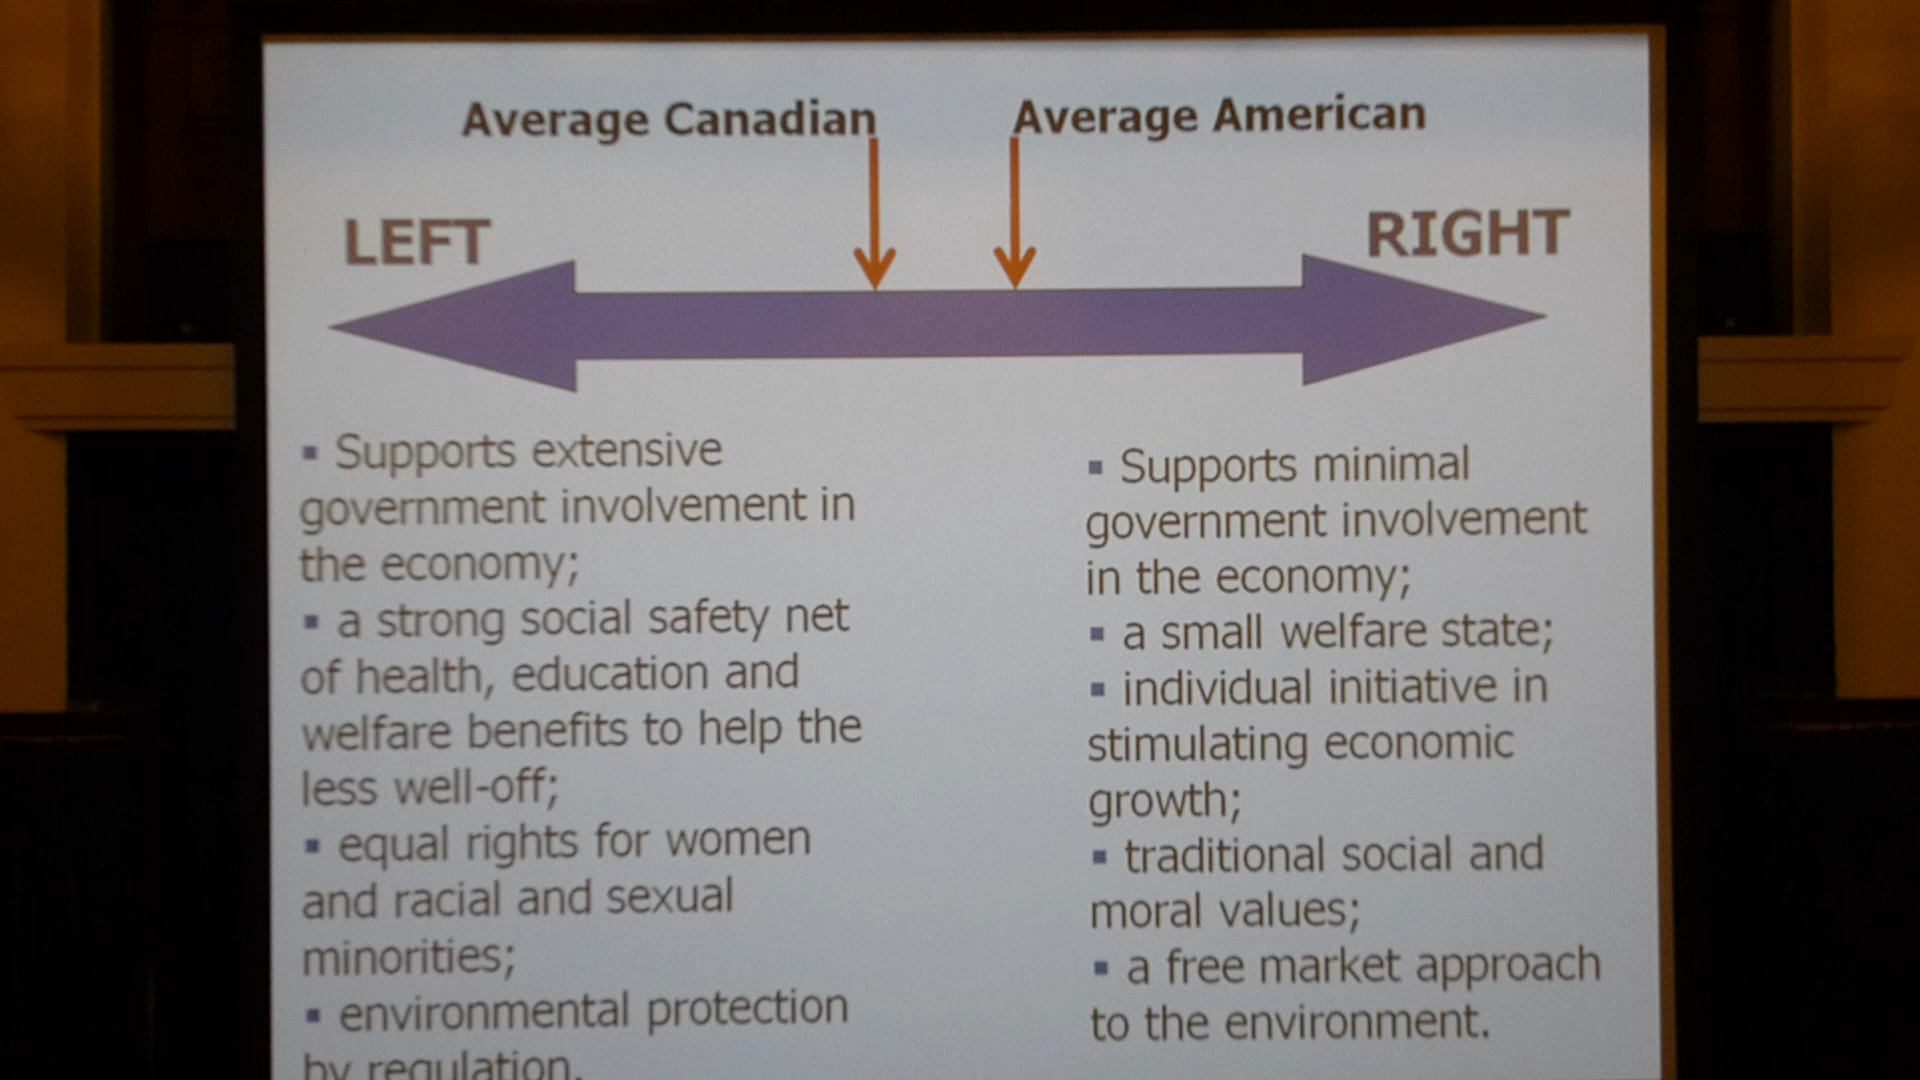 Average Canadian
Average American
LEFT
RIGHT
▪ Supports extensive
government involvement in
the economy;
▪ a strong social safety net
of health, education and
welfare benefits to help the
less well-off;
▪ equal rights for women
and racial and sexual
minorities;
▪ environmental protection
by regulation.
▪ Supports minimal
government involvement
in the economy;
▪ a small welfare state;
▪ individual initiative in
stimulating economic
growth;
▪ traditional social and
moral values;
▪ a free market approach
to the environment.